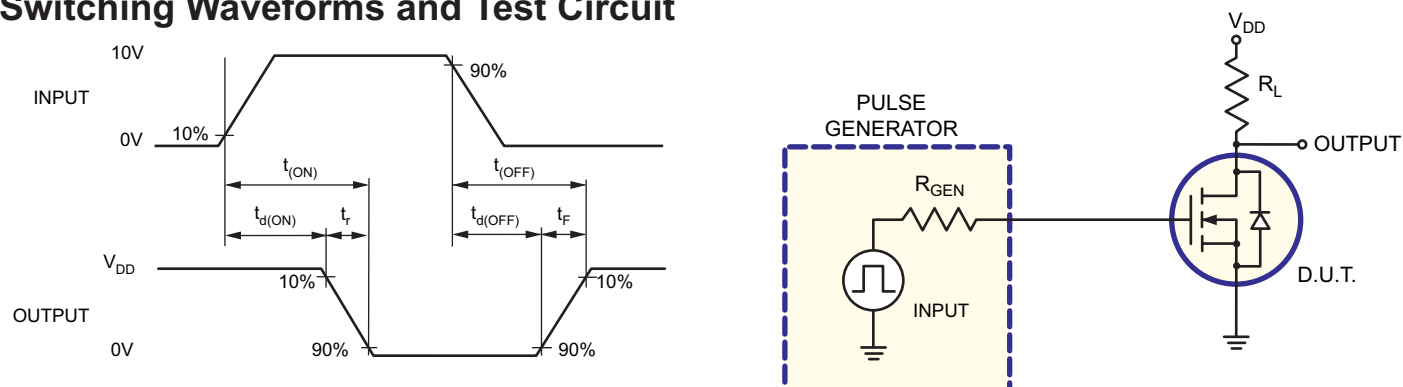 Switching Waveforms and Test Circuit
10V
INPUT
0V
10%
90%
t(ON)
t(OFF)
td(ON)
tr
td(OFF)
tF
VDD
OUTPUT
0V
10%
90%
10%
90%
PULSE
GENERATOR
RGEN
INPUT
VDD
RL
OUTPUT
D.U.T.